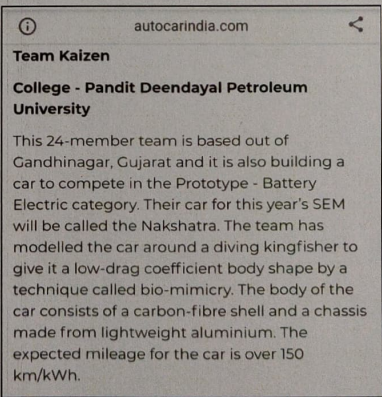 autocarindia.com
Team Kaizen
College - Pandit Deendayal Petroleum
University
This 24-member team is based out of
Gandhinagar, Gujarat and it is also building a
car to compete in the Prototype - Battery
Electric category. Their car for this year's SEM
will be called the Nakshatra. The team has
modelled the car around a diving kingfisher to
give it a low-drag coefficient body shape by a
technique called bio-mimicry. The body of the
car consists of a carbon-fibre shell and a chassis
made from lightweight aluminium. The
expected mileage for the car is over 150
km/kWh.